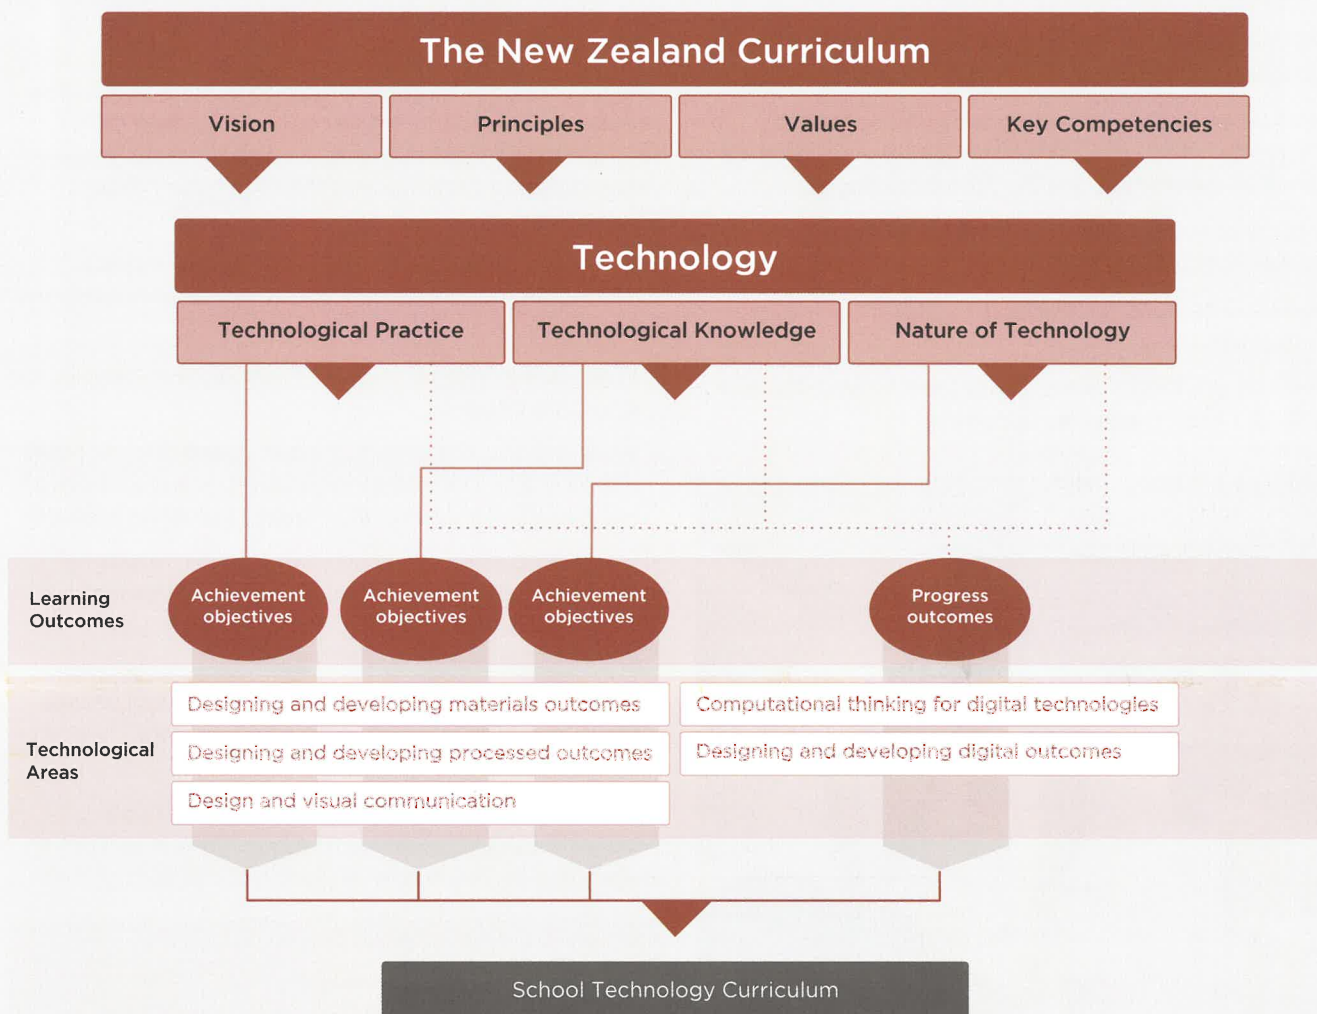 The New Zealand Curriculum
Vision
Principles
Values
Key Competencies
Technology
Technological Practice
Technological Knowledge
Nature of Technology
Learning
Outcomes
Achievement
objectives
Achievement
objectives
Achievement
objectives
Progress
outcomes
Technological
Areas
Designing and developing materials outcomes
Designing and developing processed outcomes
Design and visual communication
Computational thinking for digital technologies
Designing and developing digital outcomes
School Technology Curriculum